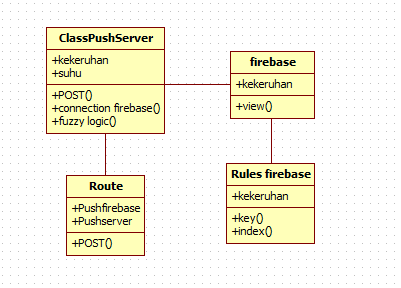 ClassPushServer
+kekeruhan
+suhu
+POST()
+connection firebase()
+fuzzy logic()
firebase
+kekeruhan
+view()
Route
+Pushfirebase
+Pushserver
+POST()
Rules firebase
+kekeruhan
+key()
+index()